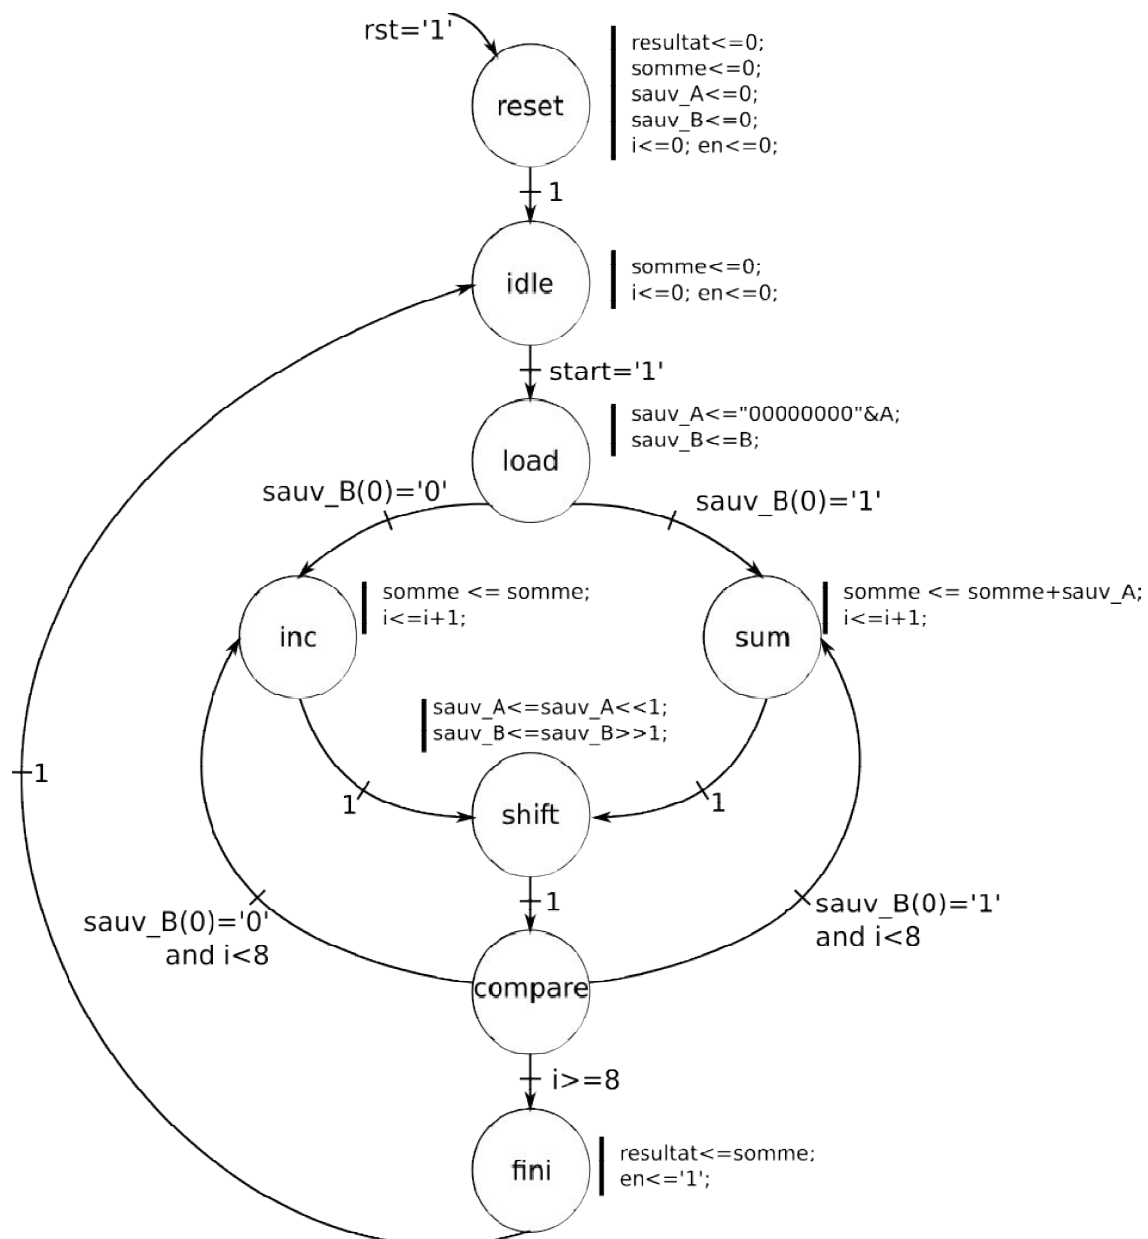 rst='1'
reset
resultat<=0;
somme<=0;
sauv_A<=0;
sauv_B<=0;
i<=0; en<=0;
1
idle
somme<=0;
i<=0; en<=0;
start='1'
load
sauv_A<="00000000"&A;
sauv_B<=B;
sauv_B(0)='0'
sauv_B(0)='1'
inc
somme <= somme;
i<=i+1;
sum
somme <= somme+sauv_A;
i<=i+1;
sauv_A<=sauv_A<<1;
sauv_B<=sauv_B>>1;
1
1
1
shift
1
sauv_B(0)='0'
and i<8
sauv_B(0)='1'
and i<8
compare
i>=8
fini
resultat<=somme;
en<='1';